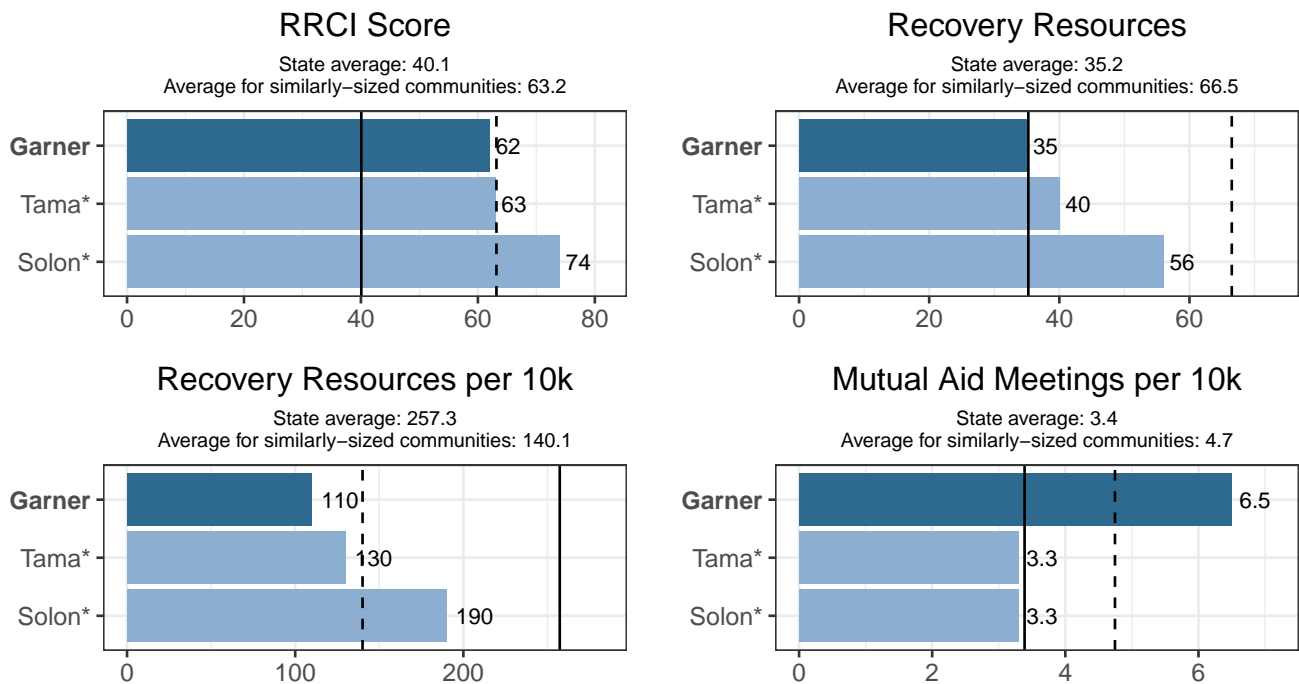 RRCI Score
State average: 40.1
Average for similarly−sized communities: 63.2
Garner
62
Tama*
63
Solon*
74
0 20 40 60 80
Recovery Resources
State average: 35.2
Average for similarly−sized communities: 66.5
Garner
35
Tama*
40
Solon*
56
0 20 40 60
Recovery Resources per 10k
State average: 257.3
Average for similarly−sized communities: 140.1
Garner
110
Tama*
130
Solon*
190
0 100 200
Mutual Aid Meetings per 10k
State average: 3.4
Average for similarly−sized communities: 4.7
Garner
6.5
Tama*
3.3
Solon*
3.3
0 2 4 6